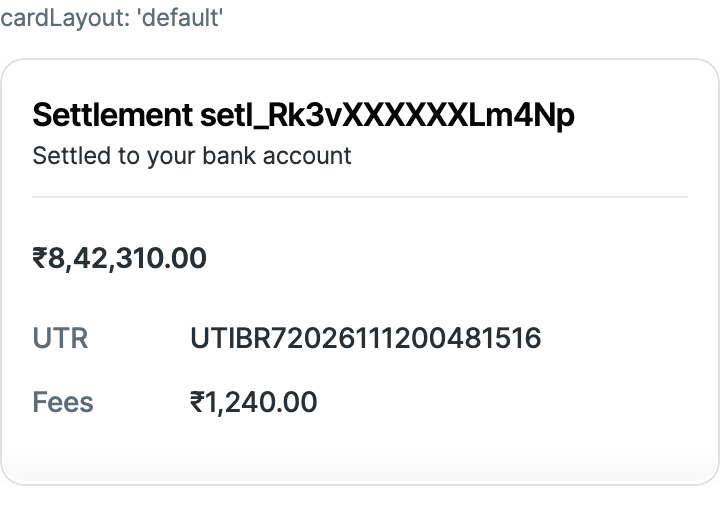 cardLayout: 'default'
Settlement setl_Rk3vXXXXXXLm4Np
Settled to your bank account
₹8,42,310.00
UTR UTIBR72026111200481516
Fees ₹1,240.00